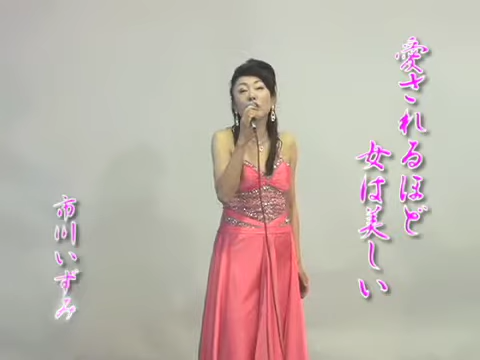 愛されるほど
女は美しい
市川いずみ